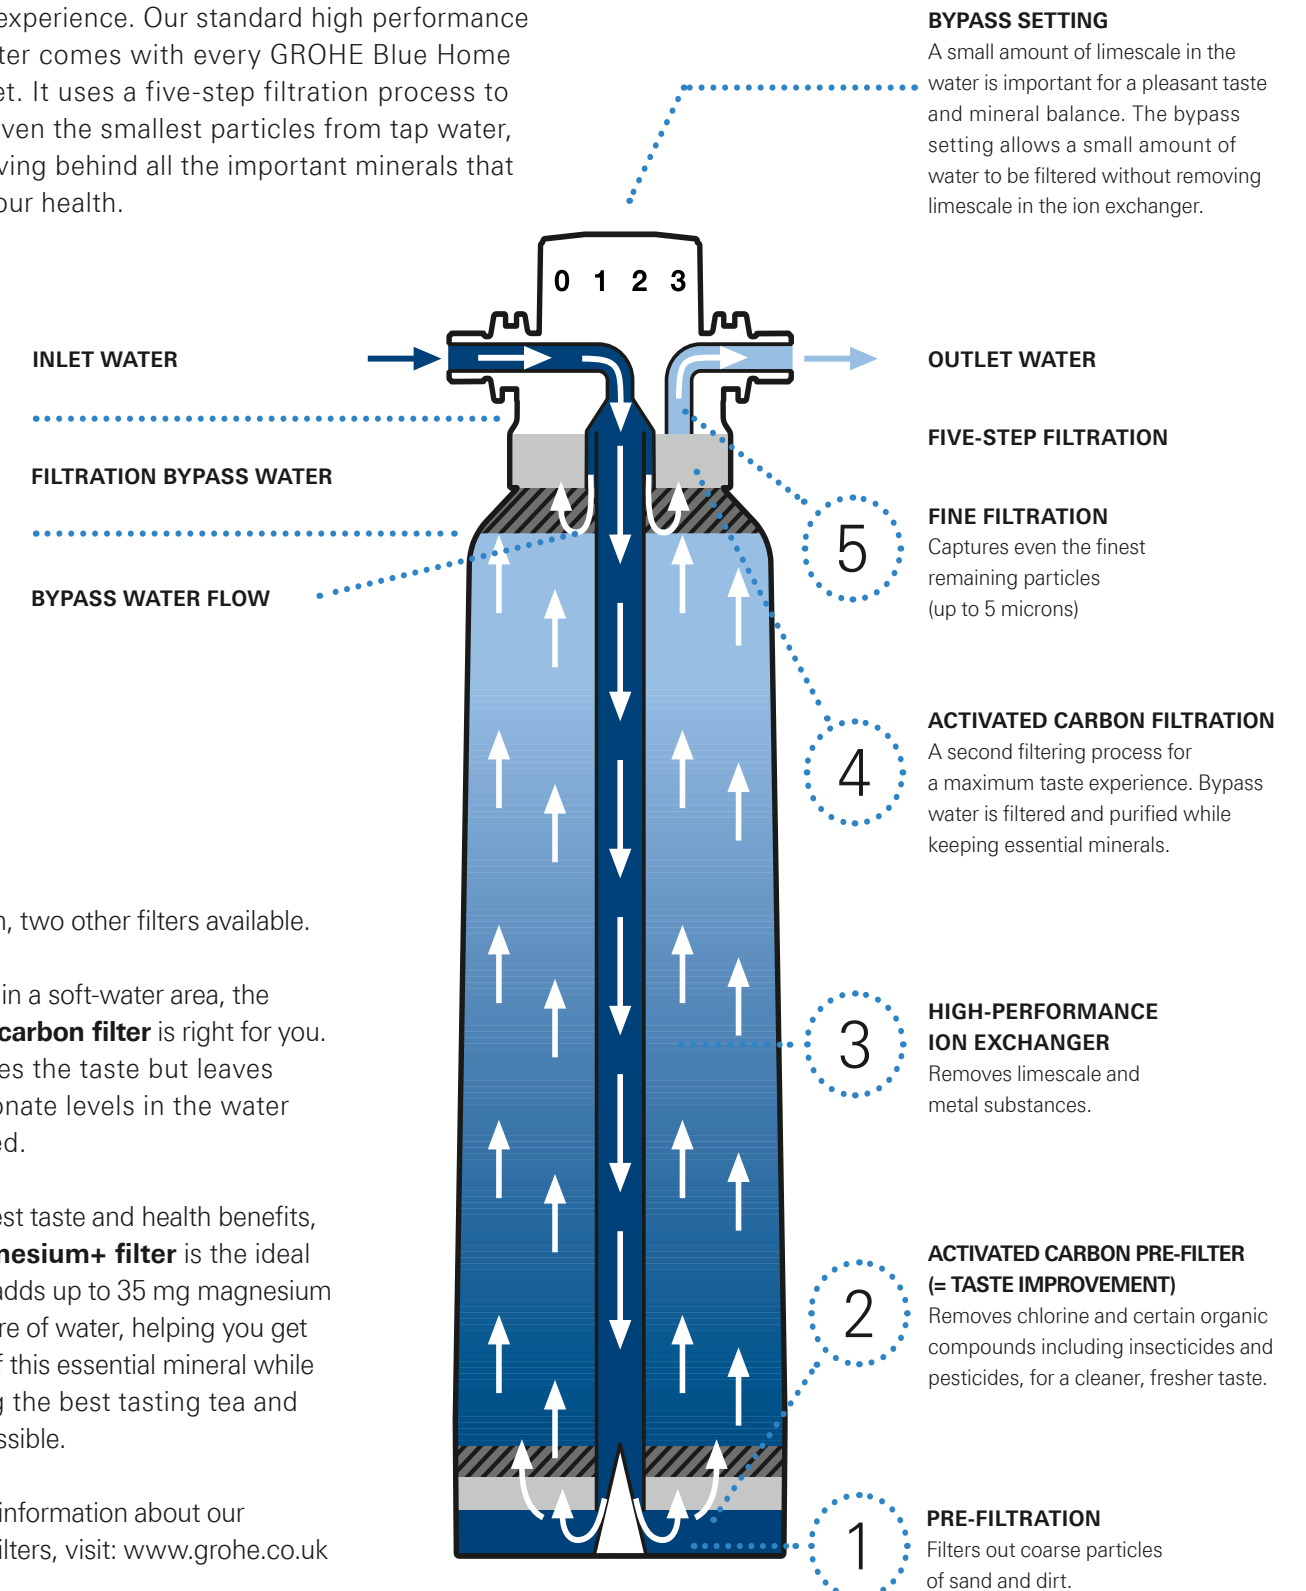 experience. Our standard high performance
ter comes with every GROHE Blue Home
et. It uses a five-step filtration process to
ven the smallest particles from tap water,
ving behind all the important minerals that
our health.
BYPASS SETTING
A small amount of limescale in the
water is important for a pleasant taste
and mineral balance. The bypass
setting allows a small amount of
water to be filtered without removing
limescale in the ion exchanger.
0 1 2 3
INLET WATER
FILTRATION BYPASS WATER
BYPASS WATER FLOW
OUTLET WATER
FIVE-STEP FILTRATION
5
FINE FILTRATION
Captures even the finest
remaining particles
(up to 5 microns)
4
ACTIVATED CARBON FILTRATION
A second filtering process for
a maximum taste experience. Bypass
water is filtered and purified while
keeping essential minerals.
3
HIGH-PERFORMANCE
ION EXCHANGER
Removes limescale and
metal substances.
2
ACTIVATED CARBON PRE-FILTER
(= TASTE IMPROVEMENT)
Removes chlorine and certain organic
compounds including insecticides and
pesticides, for a cleaner, fresher taste.
1
PRE-FILTRATION
Filters out coarse particles
of sand and dirt.
n, two other filters available.
in a soft-water area, the
carbon filter is right for you.
es the taste but leaves
onate levels in the water
ed.
est taste and health benefits,
nesium+ filter is the ideal
adds up to 35 mg magnesium
re of water, helping you get
f this essential mineral while
g the best tasting tea and
ssible.
information about our
ilters, visit: www.grohe.co.uk